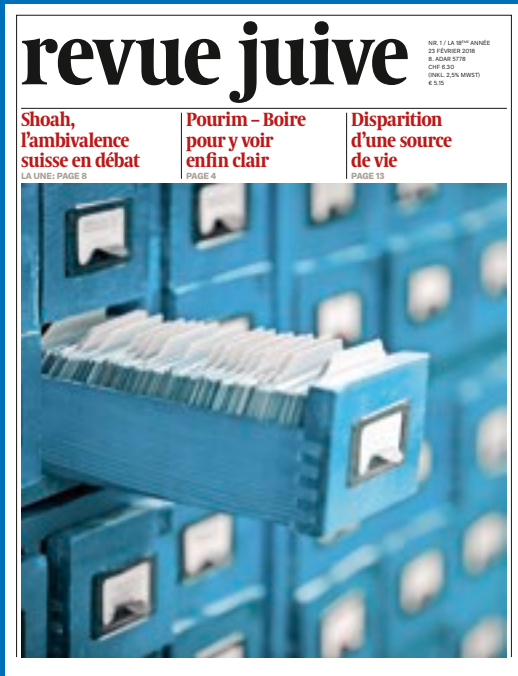 revue juive
NR. 1 / LA 18ÈME ANNÉE
23 FÉVRIER 2018
8. ADAR 5778
CHF 6.30
(INKL. 2,5% MWST)
€ 5.15
Shoah,
l'ambivalence
suisse en débat
LA UNE: PAGE 8
Pourim – Boire
pour y voir
enfin clair
PAGE 4
Disparition
d'une source
de vie
PAGE 13